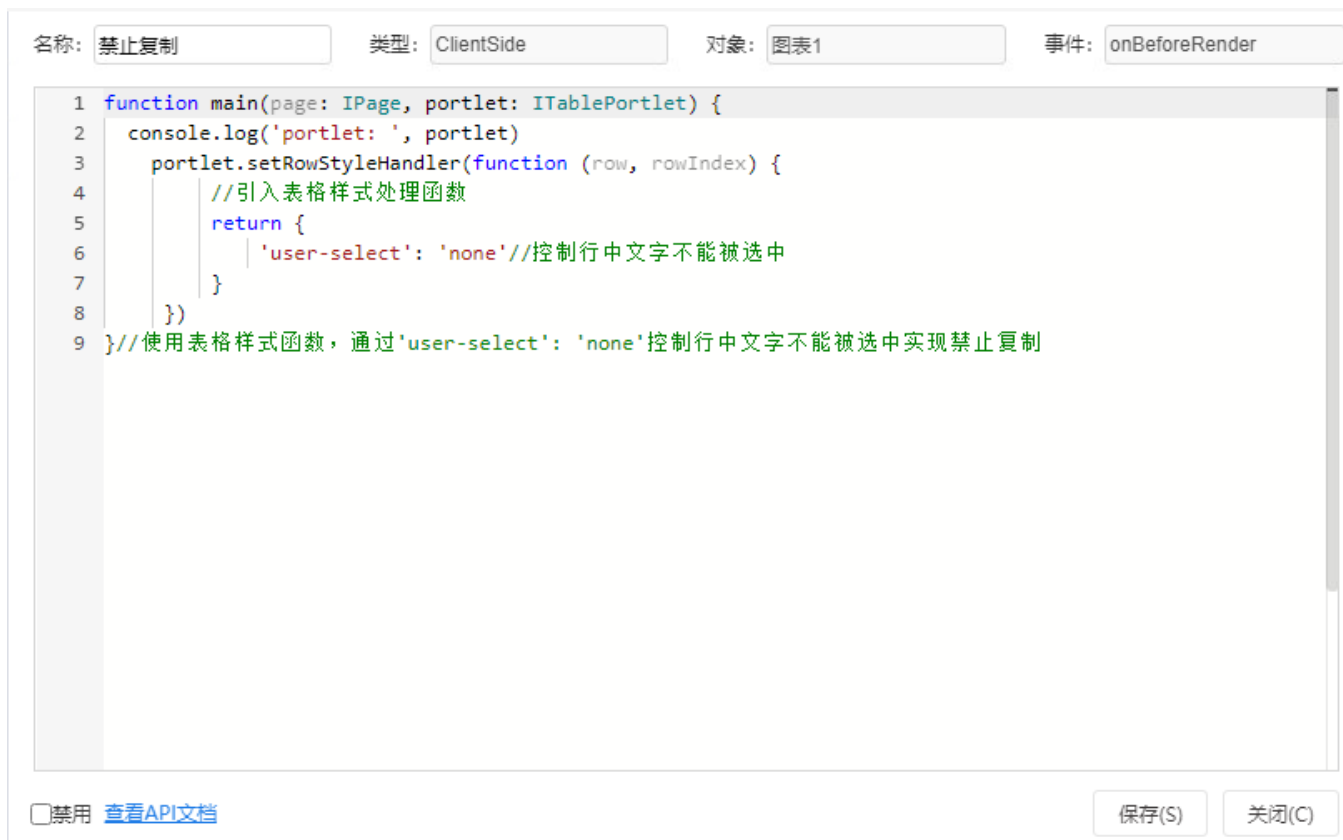 名称: 禁止复制 类型: ClientSide 对象: 图表1 事件: onBeforeRender
1 function main(page: IPage, portlet: ITablePortlet) {
2 console.log('portlet: ', portlet)
3 portlet.setRowStyleHandler(function (row, rowIndex) {
4 //引入表格样式处理函数
5 return {
6 'user-select': 'none'//控制行中文字不能被选中
7 }
8 })
9 }//使用表格样式函数，通过'user-select': 'none'控制行中文字不能被选中实现禁止复制
禁用 查看API文档 保存(S) 关闭(C)